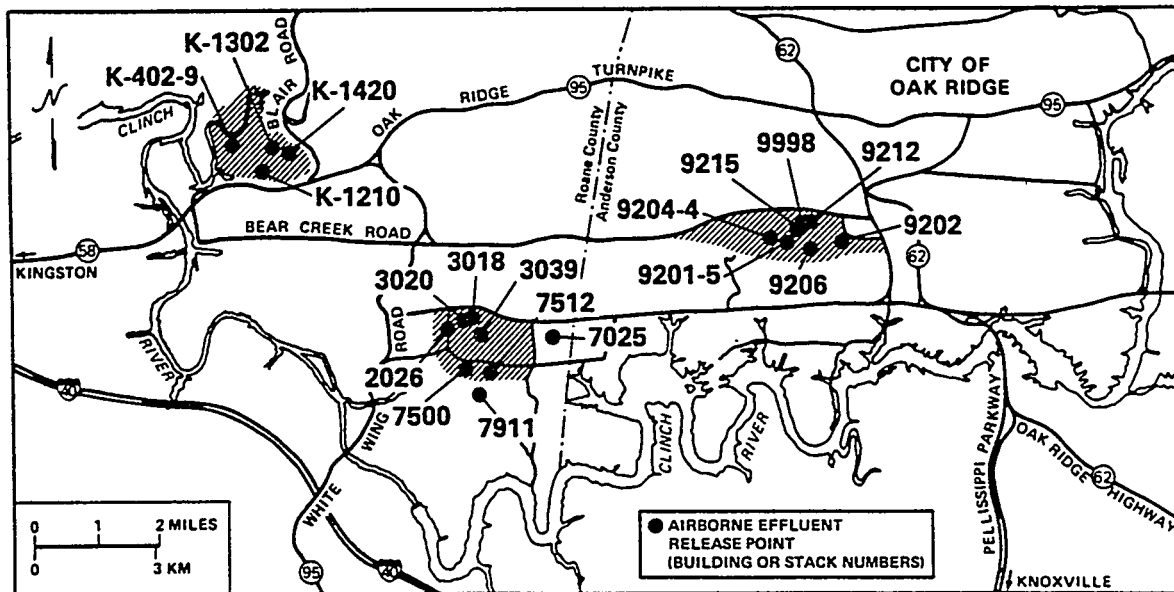 K-1302
K-402-9
K-1420
K-1210
BLAIR ROAD
N
CLINCH
RIVER
OAK RIDGE TURNPIKE
95
62
CITY OF
OAK RIDGE
95
Roane County
Anderson County
9998
9215
9212
9204-4
9202
9201-5
9206
62
BEAR CREEK ROAD
58
KINGSTON
3018
3020
3039
7512
7025
2026
7500
7911
40
WHITE WING ROAD
95
40
CLINCH RIVER
PELLISSIPPI PARKWAY
OAK RIDGE HIGHWAY
62
KNOXVILLE
0 1 2 MILES
0 3 KM
AIRBORNE EFFLUENT
RELEASE POINT
(BUILDING OR STACK NUMBERS)